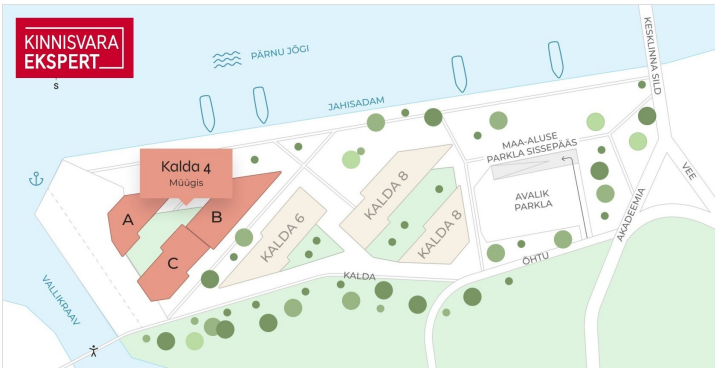 KINNISVARA
EKSPERT
S
PÄRNU JÕGI
JAHISADAM
KESKLINNA SILD
MAA-ALUSE
PARKLA SISSEPÄÄS
Kalda 4
Müügis
A
B
C
KALDA 6
KALDA 8
KALDA 8
AVALIK
PARKLA
VEE
AKADEEMIA
ÕHTU
KALDA
VALLIKRAAV